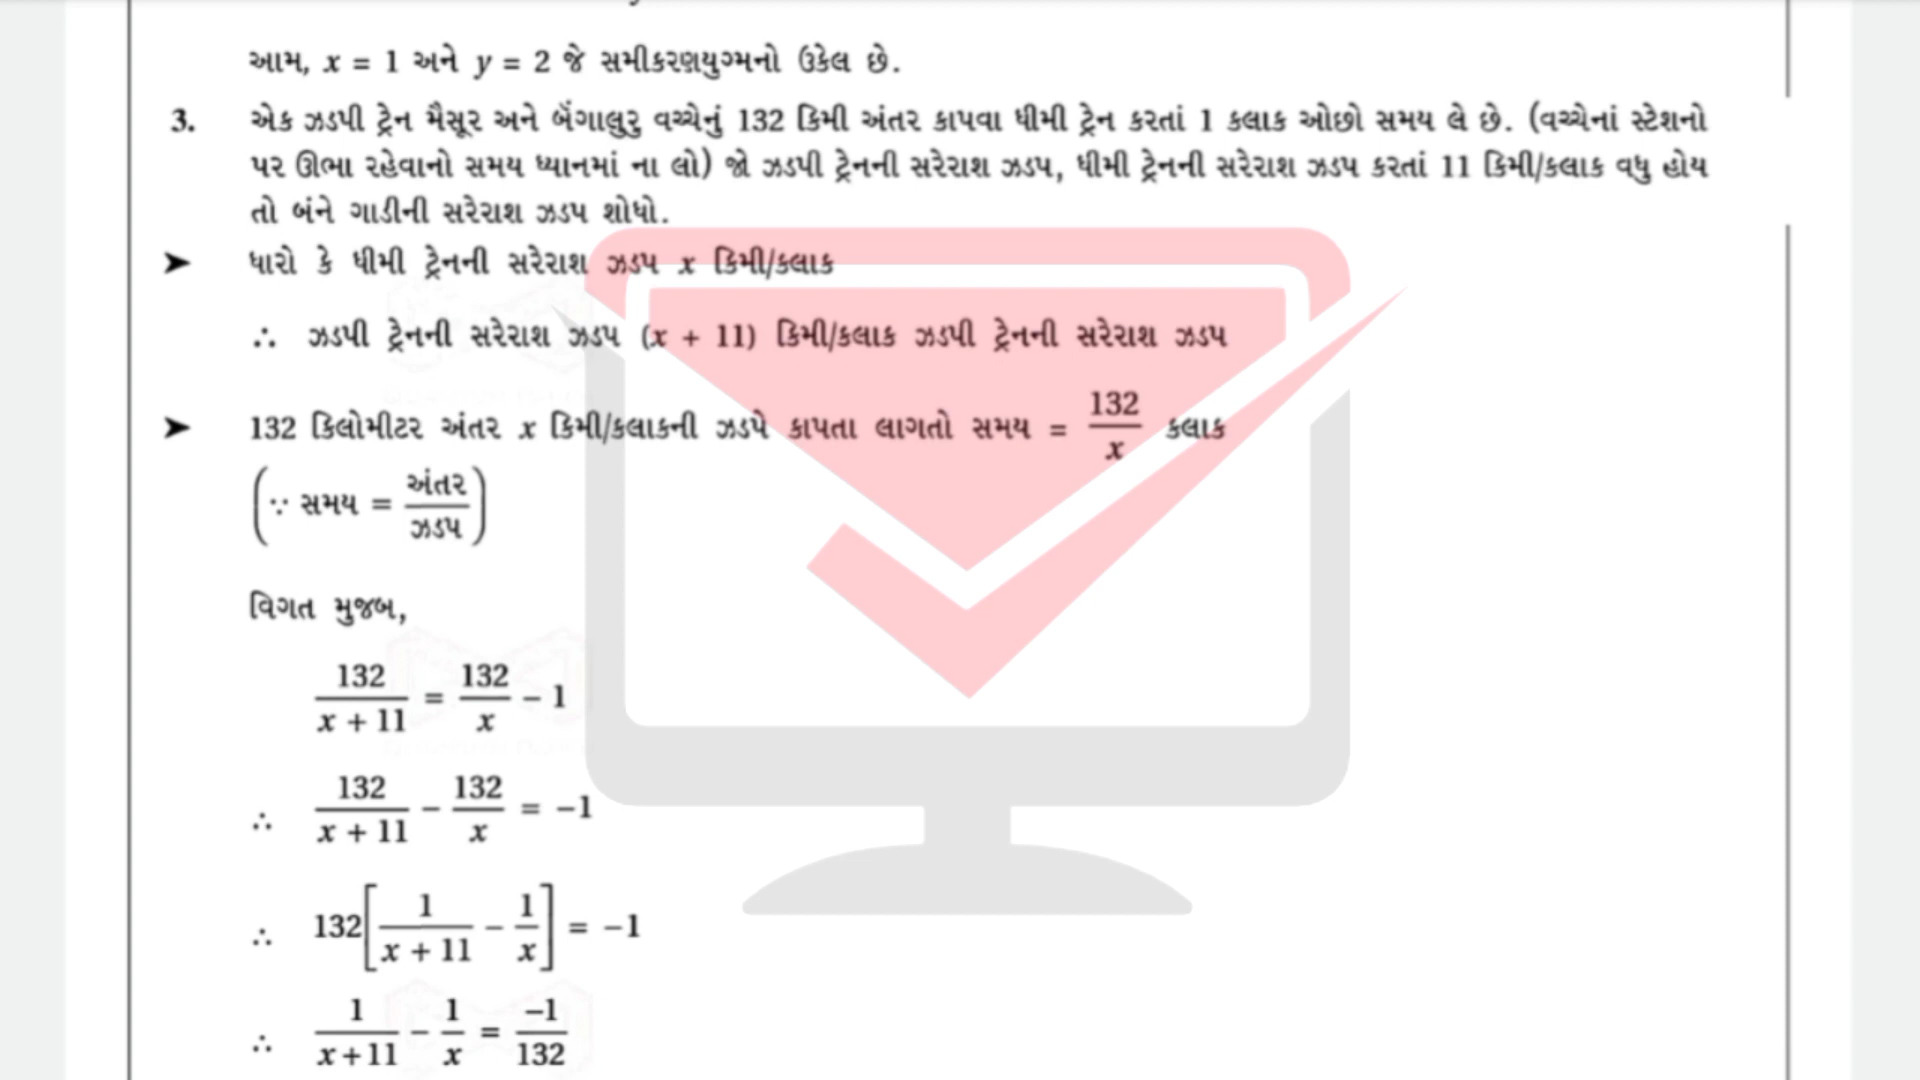 આમ, x = 1 અને y = 2 જે સમીકરણયુગ્મનો ઉકેલ છે.
3. એક ઝડપી ટ્રેન મૈસૂર અને બેંગાલુરુ વચ્ચેનું 132 કિમી અંતર કાપવા ધીમી ટ્રેન કરતાં 1 કલાક ઓછો સમય લે છે. (વચ્ચેનાં સ્ટેશનો
પર ઊભા રહેવાનો સમય ધ્યાનમાં ના લો) જો ઝડપી ટ્રેનની સરેરાશ ઝડપ, ધીમી ટ્રેનની સરેરાશ ઝડપ કરતાં 11 કિમી/કલાક વધુ હોય
તો બંને ગાડીની સરેરાશ ઝડપ શોધો.
➤ ધારો કે ધીમી ટ્રેનની સરેરાશ ઝડપ x કિમી/કલાક
∴ ઝડપી ટ્રેનની સરેરાશ ઝડપ (x + 11) કિમી/કલાક ઝડપી ટ્રેનની સરેરાશ ઝડપ
➤ 132 કિલોમીટર અંતર x કિમી/કલાકની ઝડપે કાપતા લાગતો સમય = 132/x કલાક
(∵ સમય = અંતર/ઝડપ)
વિગત મુજબ,
132/(x + 11) = 132/x − 1
∴ 132/(x + 11) − 132/x = −1
∴ 132[1/(x + 11) − 1/x] = −1
∴ 1/(x+11) − 1/x = −1/132